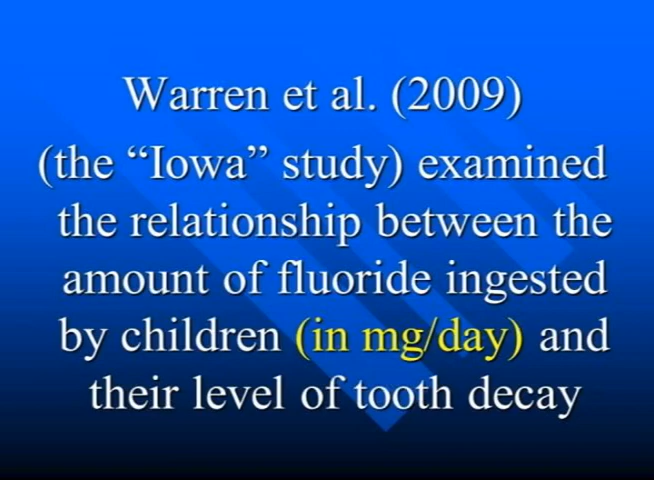 Warren et al. (2009)
(the “Iowa” study) examined
the relationship between the
amount of fluoride ingested
by children (in mg/day) and
their level of tooth decay